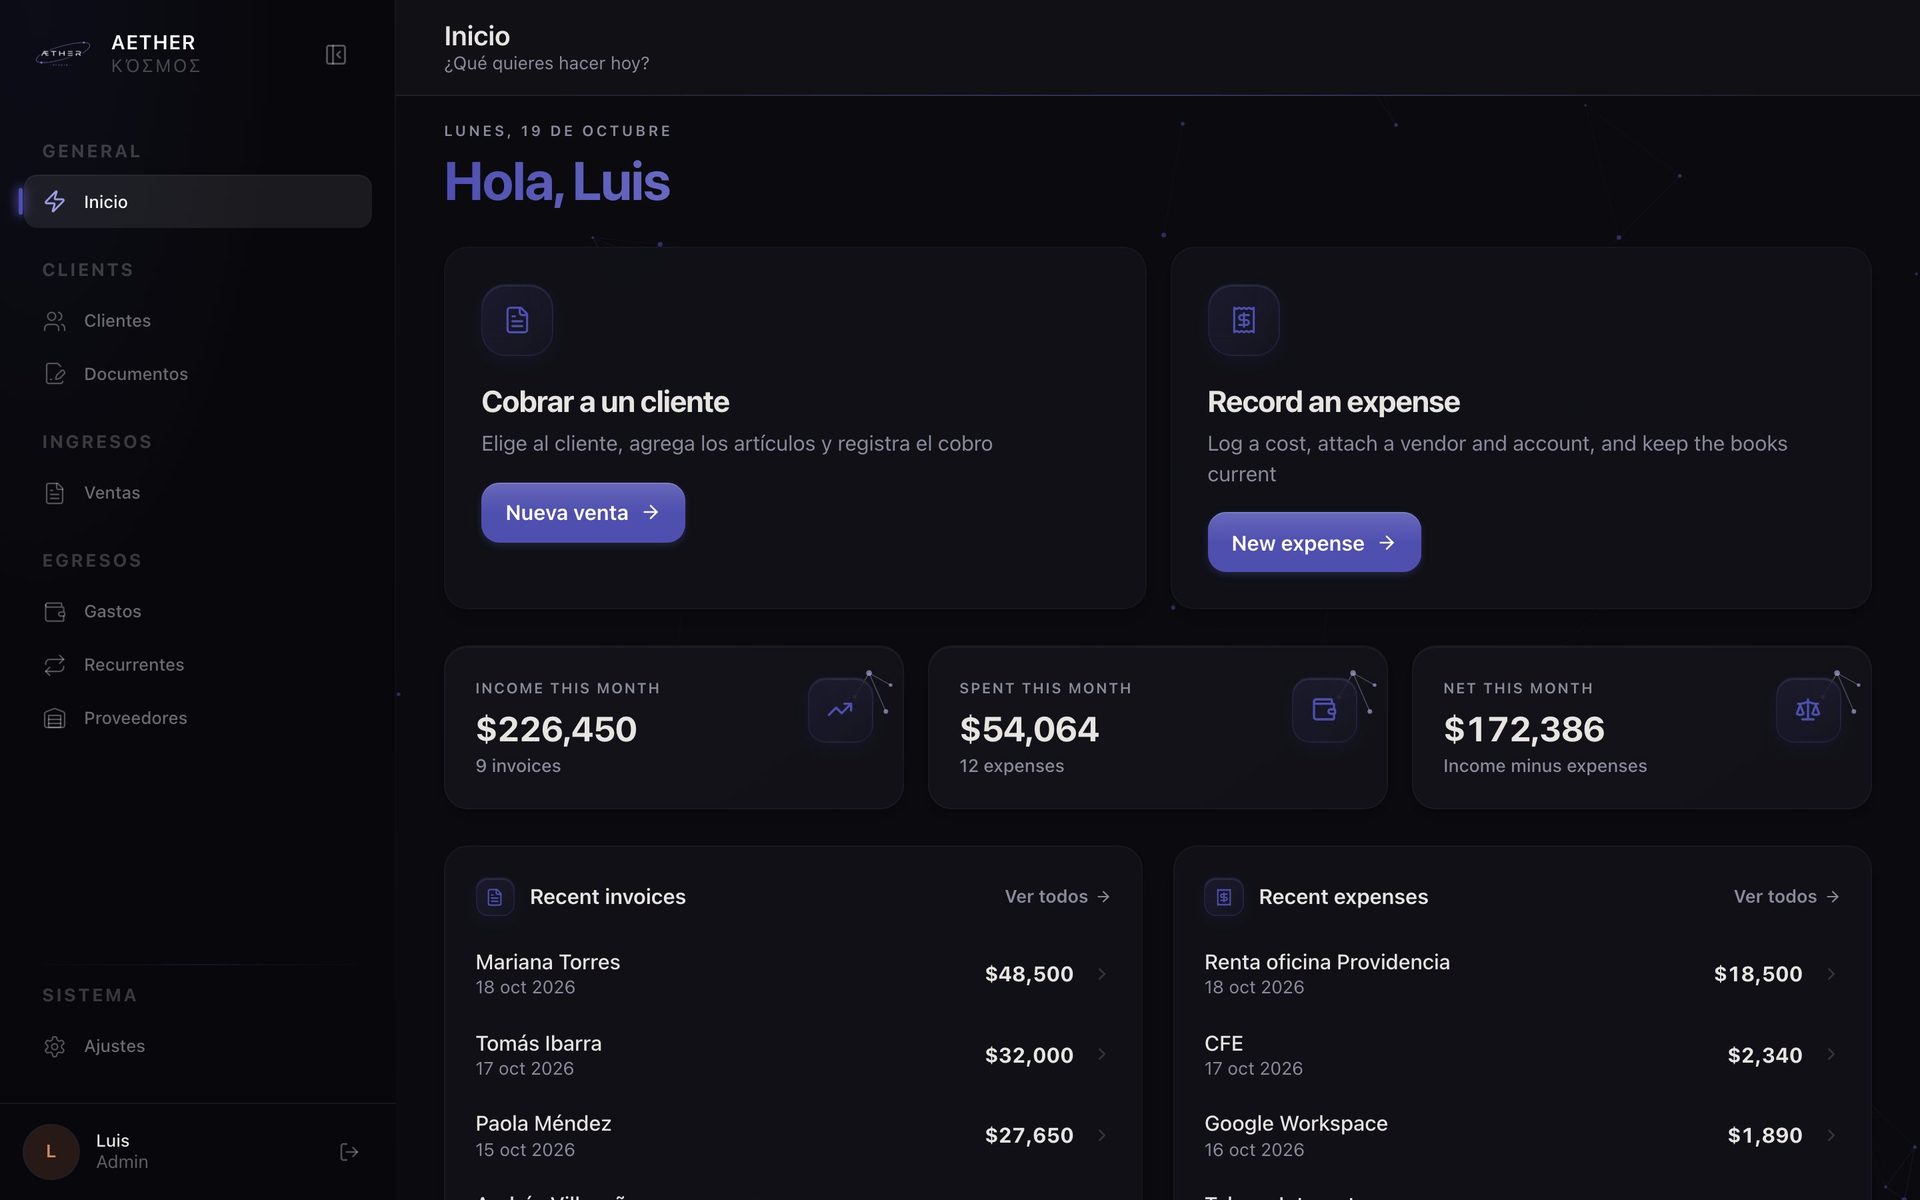 ÆTHER
AETHER
ΚΌΣΜΟΣ
GENERAL
Inicio
CLIENTS
Clientes
Documentos
INGRESOS
Ventas
EGRESOS
Gastos
Recurrentes
Proveedores
SISTEMA
Ajustes
L
Luis
Admin
Inicio
¿Qué quieres hacer hoy?
LUNES, 19 DE OCTUBRE
Hola, Luis
Cobrar a un cliente
Elige al cliente, agrega los artículos y registra el cobro
Nueva venta →
Record an expense
Log a cost, attach a vendor and account, and keep the books
current
New expense →
INCOME THIS MONTH
$226,450
9 invoices
SPENT THIS MONTH
$54,064
12 expenses
NET THIS MONTH
$172,386
Income minus expenses
Recent invoices
Ver todos →
Mariana Torres
18 oct 2026
$48,500
Tomás Ibarra
17 oct 2026
$32,000
Paola Méndez
15 oct 2026
$27,650
Recent expenses
Ver todos →
Renta oficina Providencia
18 oct 2026
$18,500
CFE
17 oct 2026
$2,340
Google Workspace
16 oct 2026
$1,890